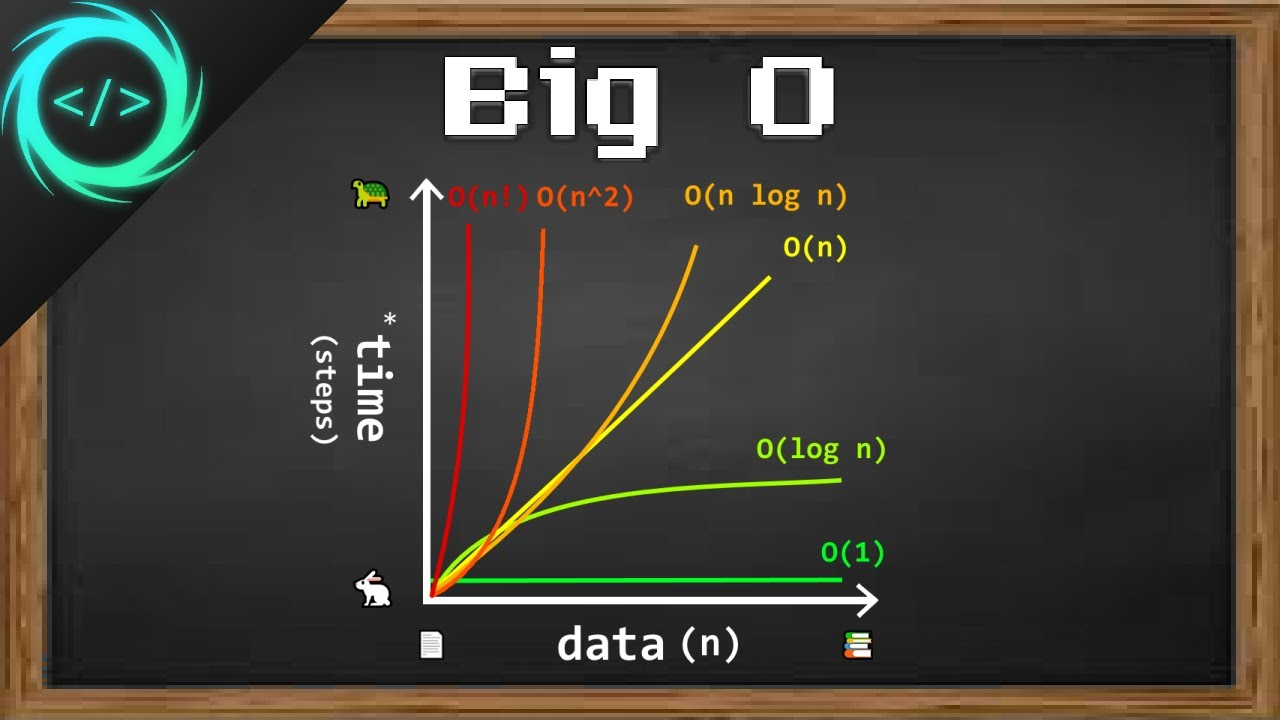 </>
Big O
O(n!) O(n^2) O(n log n)
O(n)
*time
(steps)
O(log n)
O(1)
data (n)